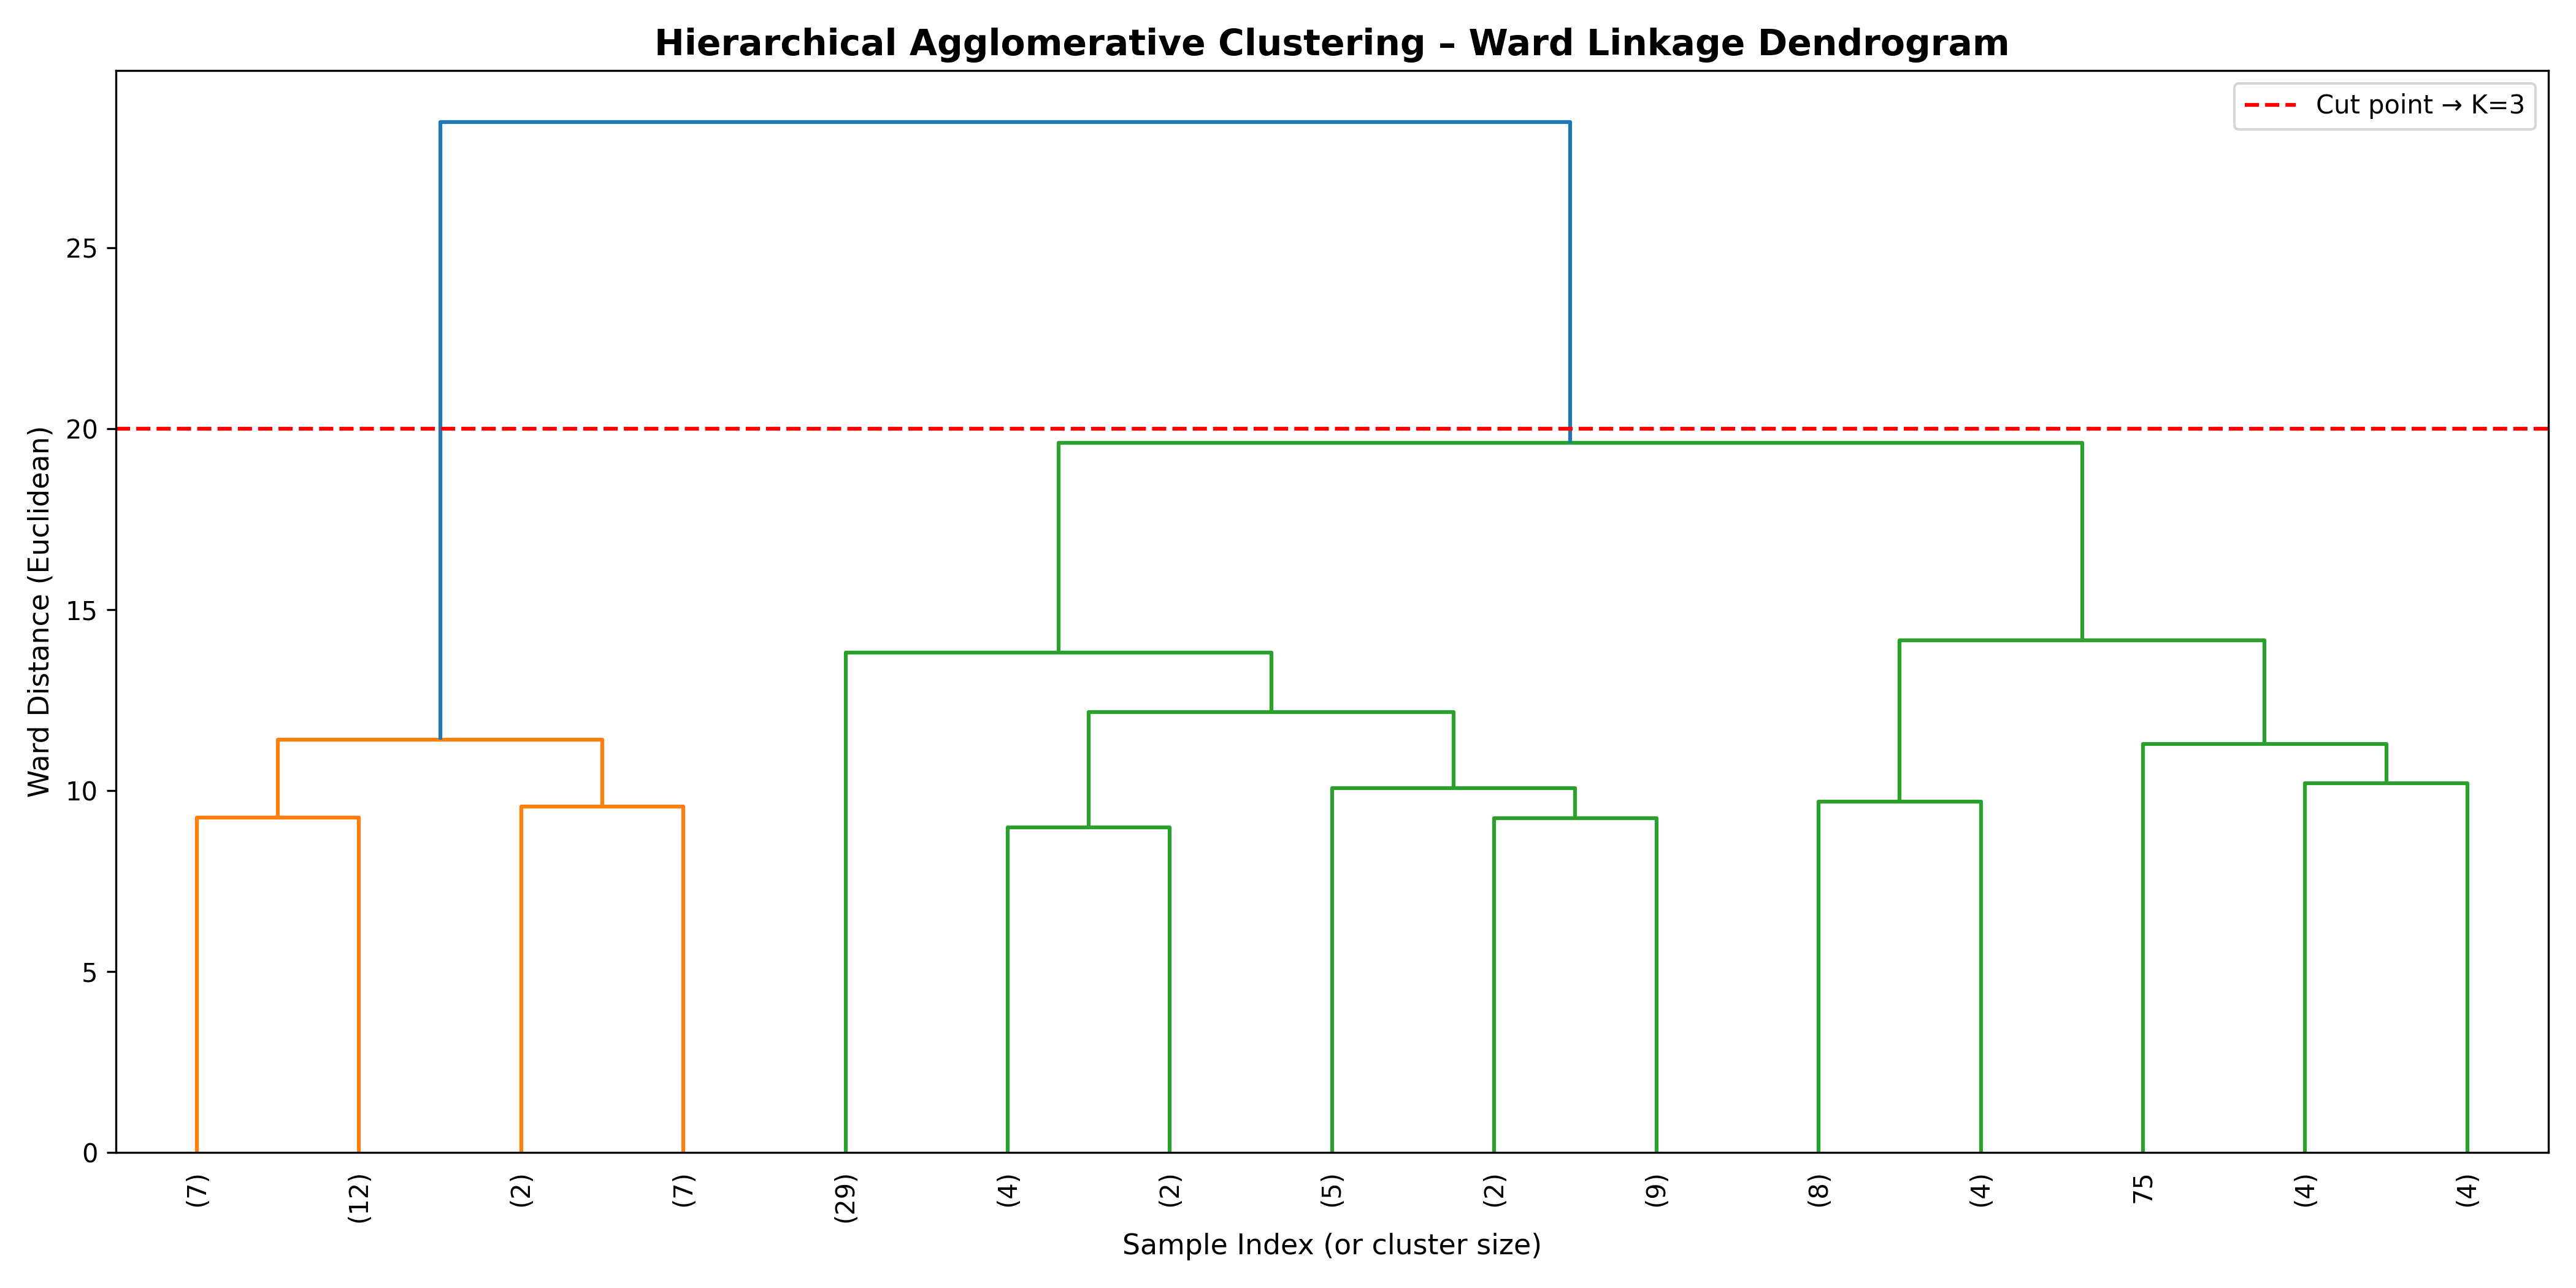 Hierarchical Agglomerative Clustering – Ward Linkage Dendrogram
Cut point → K=3
Ward Distance (Euclidean)
25
20
15
10
5
0
(7) (12) (2) (7) (29) (4) (2) (5) (2) (9) (8) (4) 75 (4) (4)
Sample Index (or cluster size)